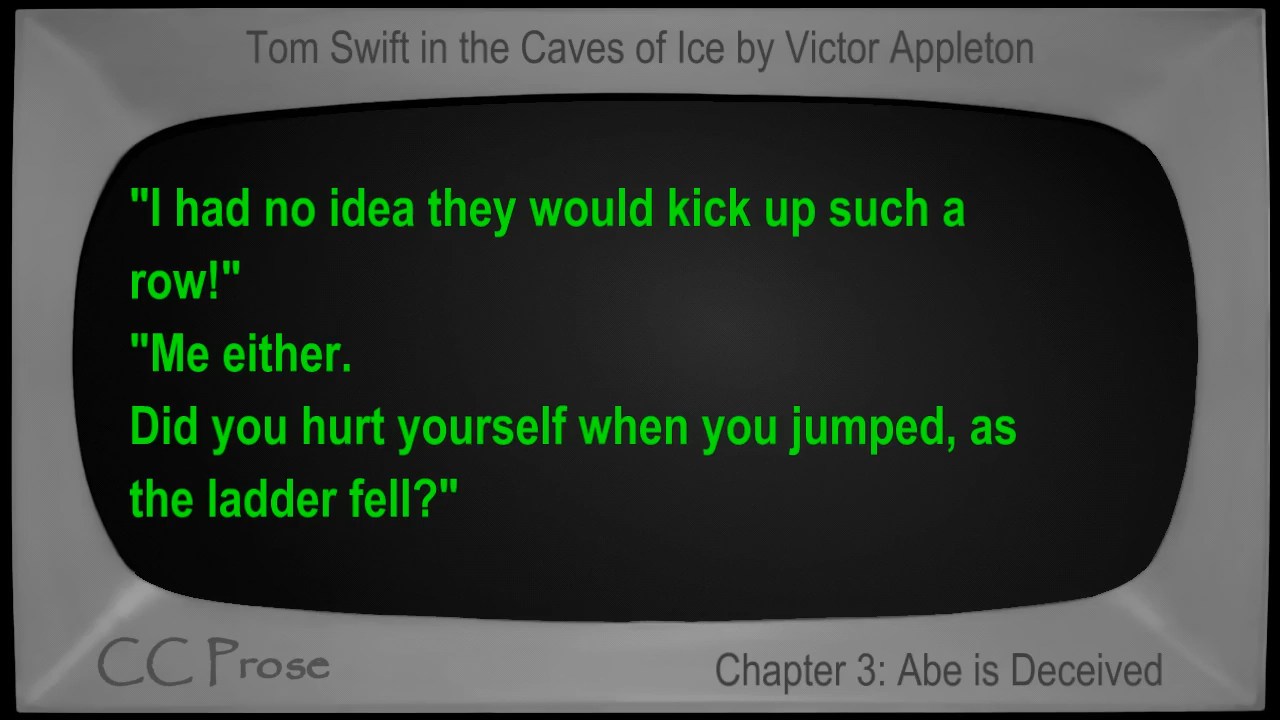 Tom Swift in the Caves of Ice by Victor Appleton
"I had no idea they would kick up such a
row!"
"Me either.
Did you hurt yourself when you jumped, as
the ladder fell?"
CC Prose
Chapter 3: Abe is Deceived